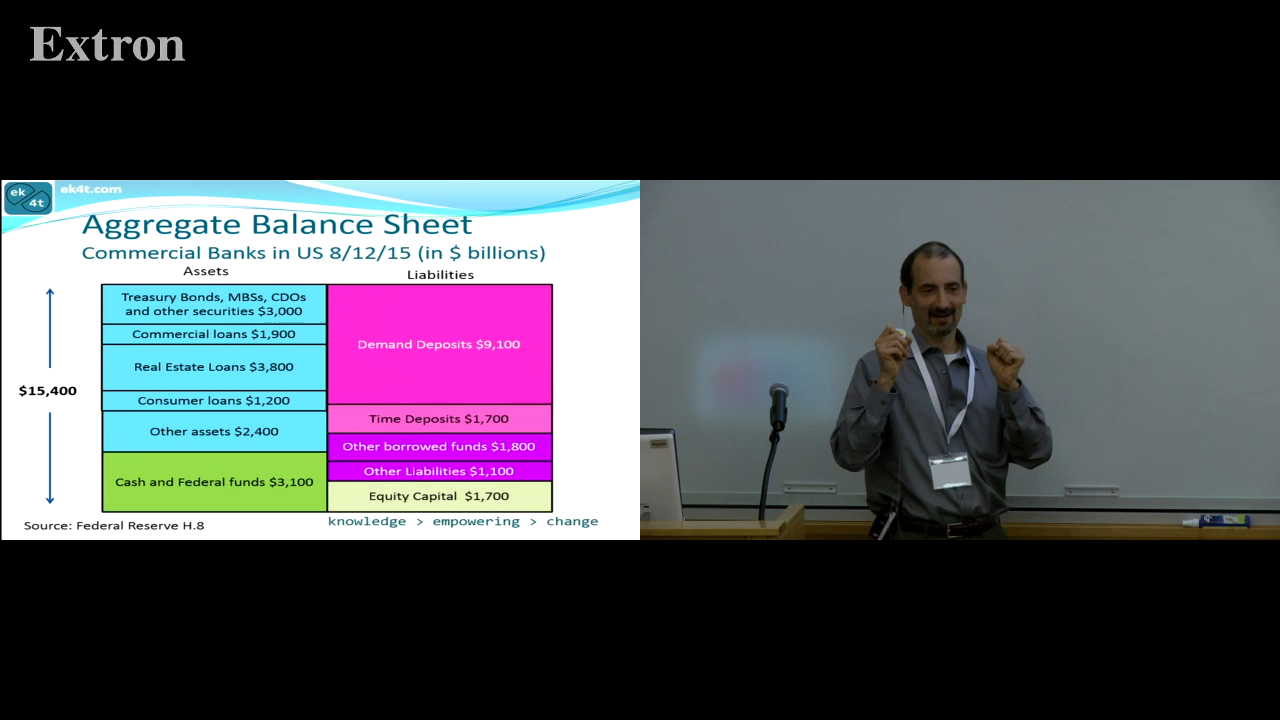 Extron
ek
4t
ek4t.com
Aggregate Balance Sheet
Commercial Banks in US 8/12/15 (in $ billions)
Assets
Liabilities
Treasury Bonds, MBSs, CDOs
and other securities $3,000
Commercial loans $1,900
Real Estate Loans $3,800
Consumer loans $1,200
Other assets $2,400
Cash and Federal funds $3,100
Demand Deposits $9,100
Time Deposits $1,700
Other borrowed funds $1,800
Other Liabilities $1,100
Equity Capital $1,700
$15,400
Source: Federal Reserve H.8
knowledge > empowering > change